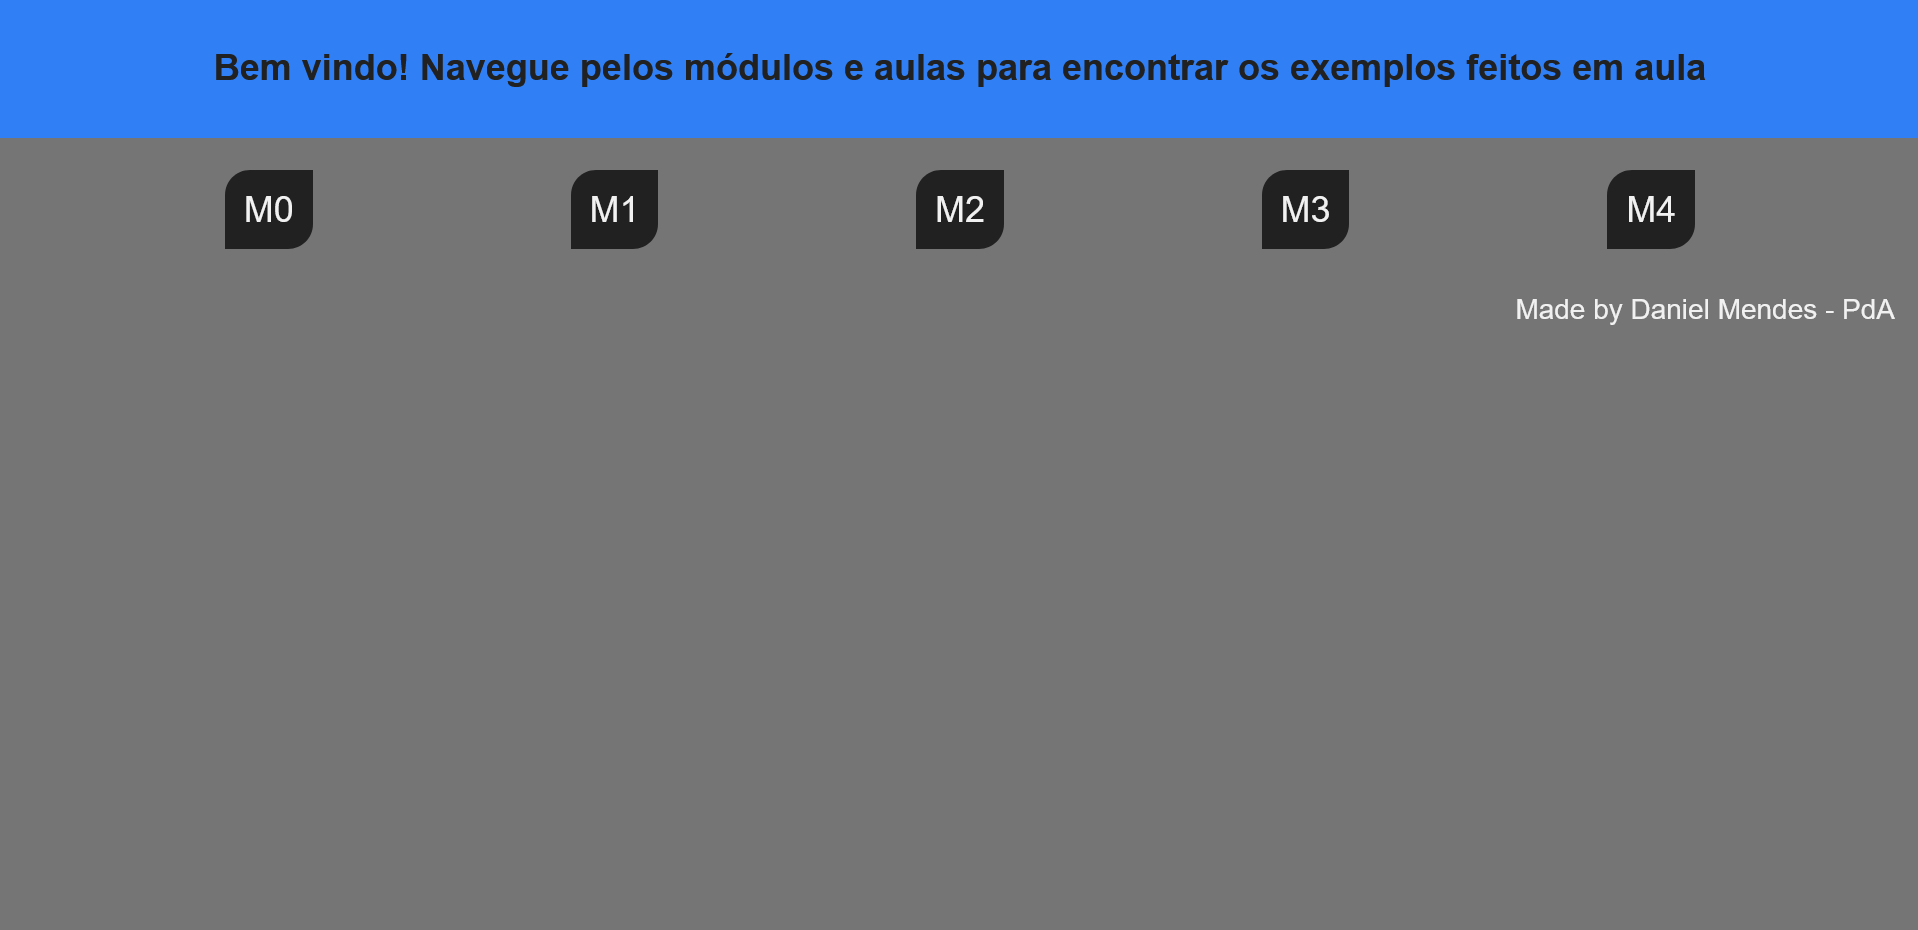 Bem vindo! Navegue pelos módulos e aulas para encontrar os exemplos feitos em aula
M0
M1
M2
M3
M4
Made by Daniel Mendes - PdA